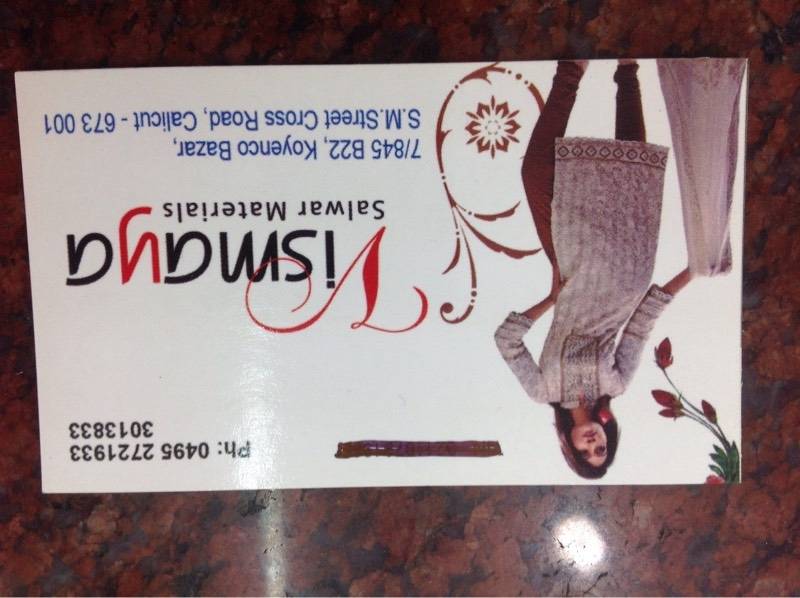 Ph: 0495 2721933
3013833
Vismaya
Salwar Materials
7/845 B22, Koyenco Bazar,
S.M.Street Cross Road, Calicut - 673 001